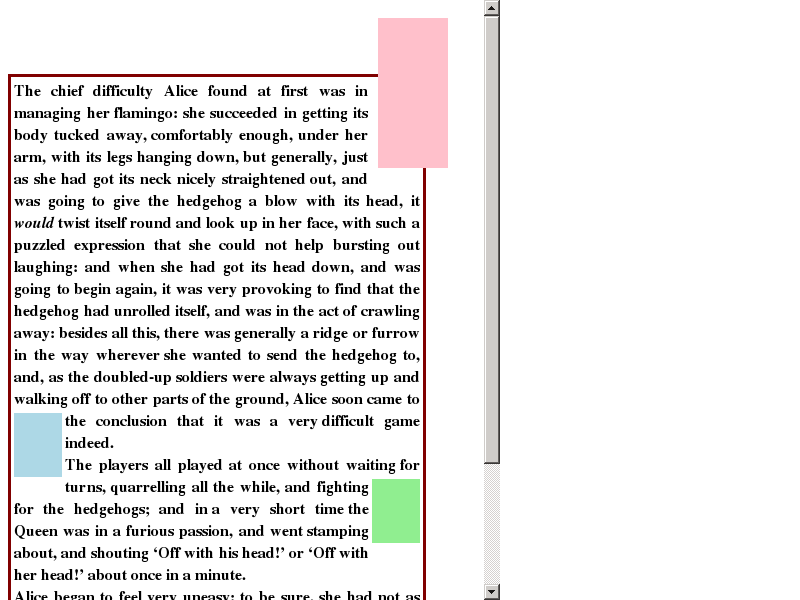 The chief difficulty Alice found at first was in
managing her flamingo: she succeeded in getting its
body tucked away, comfortably enough, under her
arm, with its legs hanging down, but generally, just
as she had got its neck nicely straightened out, and
was going to give the hedgehog a blow with its head, it
would twist itself round and look up in her face, with such a
puzzled expression that she could not help bursting out
laughing: and when she had got its head down, and was
going to begin again, it was very provoking to find that the
hedgehog had unrolled itself, and was in the act of crawling
away: besides all this, there was generally a ridge or furrow
in the way wherever she wanted to send the hedgehog to,
and, as the doubled-up soldiers were always getting up and
walking off to other parts of the ground, Alice soon came to
the conclusion that it was a very difficult game
indeed.
The players all played at once without waiting for
turns, quarrelling all the while, and fighting
for the hedgehogs; and in a very short time the
Queen was in a furious passion, and went stamping
about, and shouting ‘Off with his head!’ or ‘Off with
her head!’ about once in a minute.
Alice began to feel very uneasy: to be sure, she had not as